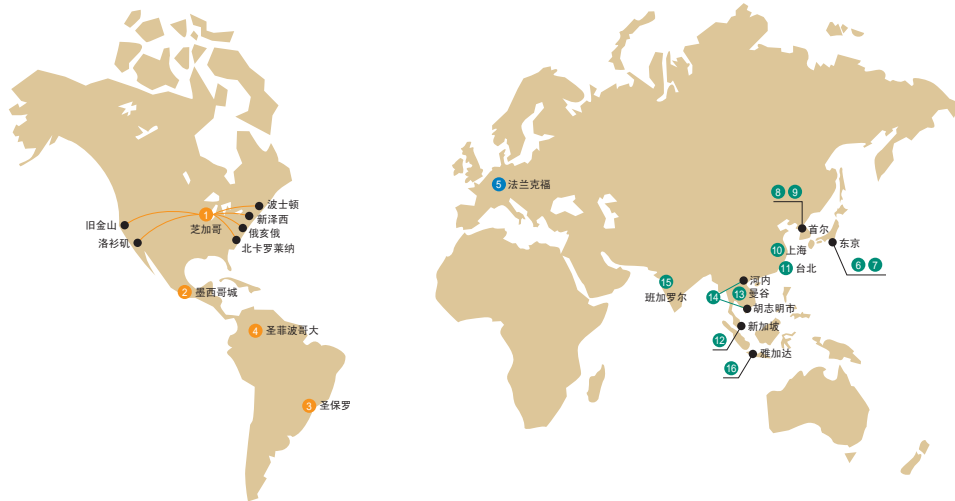 旧金山
洛杉矶
1
芝加哥
波士顿
新泽西
俄亥俄
北卡罗莱纳
2 墨西哥城
4 圣菲波哥大
3 圣保罗
5 法兰克福
8 9
首尔
10 上海
东京
6 7
11 台北
15
班加罗尔
河内
13 曼谷
14
胡志明市
新加坡
12
雅加达
16